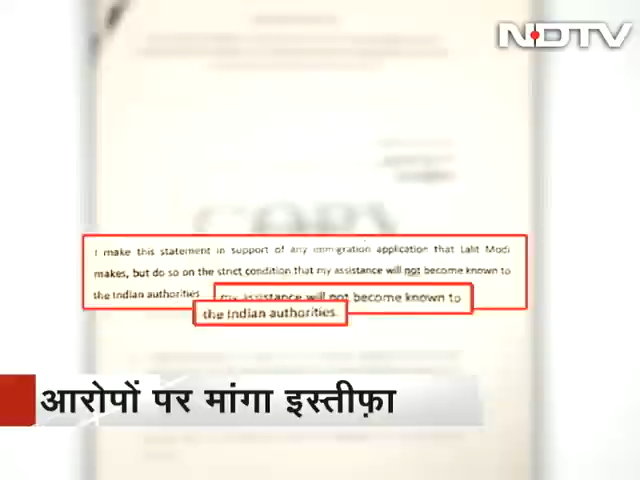 NDTV
COPY
I make this statement in support of any immigration application that Lalit Modi
makes, but do so on the strict condition that my assistance will not become known to
the Indian authorities.
my assistance will not become known to
the Indian authorities.
आरोपों पर मांगा इस्तीफ़ा